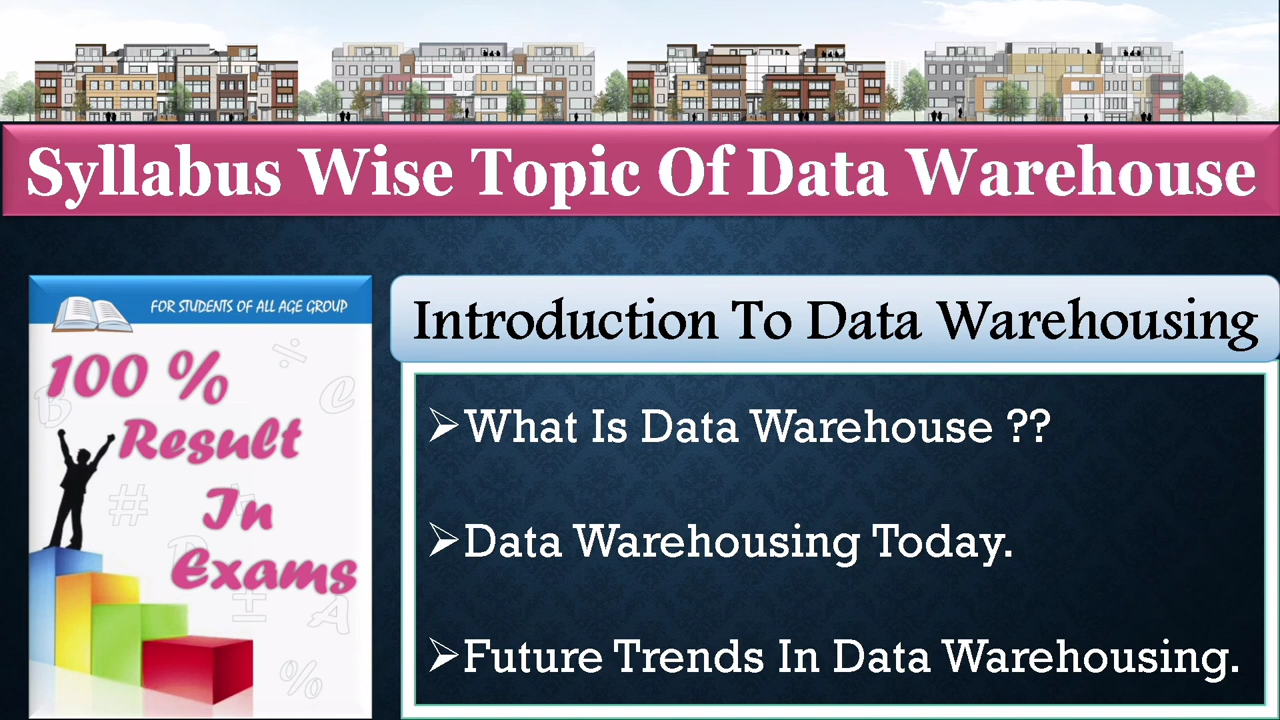 Syllabus Wise Topic Of Data Warehouse
FOR STUDENTS OF ALL AGE GROUP
100 %
Result
In
Exams
Introduction To Data Warehousing
➢What Is Data Warehouse ??
➢Data Warehousing Today.
➢Future Trends In Data Warehousing.